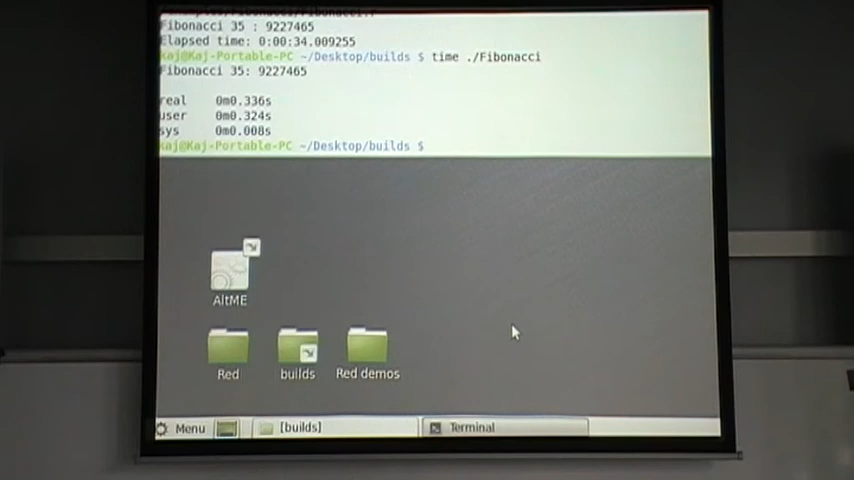 Fibonacci 35 : 9227465
Elapsed time: 0:00:34.009255
kaj@Kaj-Portable-PC ~/Desktop/builds $ time ./Fibonacci
Fibonacci 35: 9227465
real 0m0.336s
user 0m0.324s
sys 0m0.008s
kaj@Kaj-Portable-PC ~/Desktop/builds $
AltME
Red
builds
Red demos
Menu
[builds]
Terminal